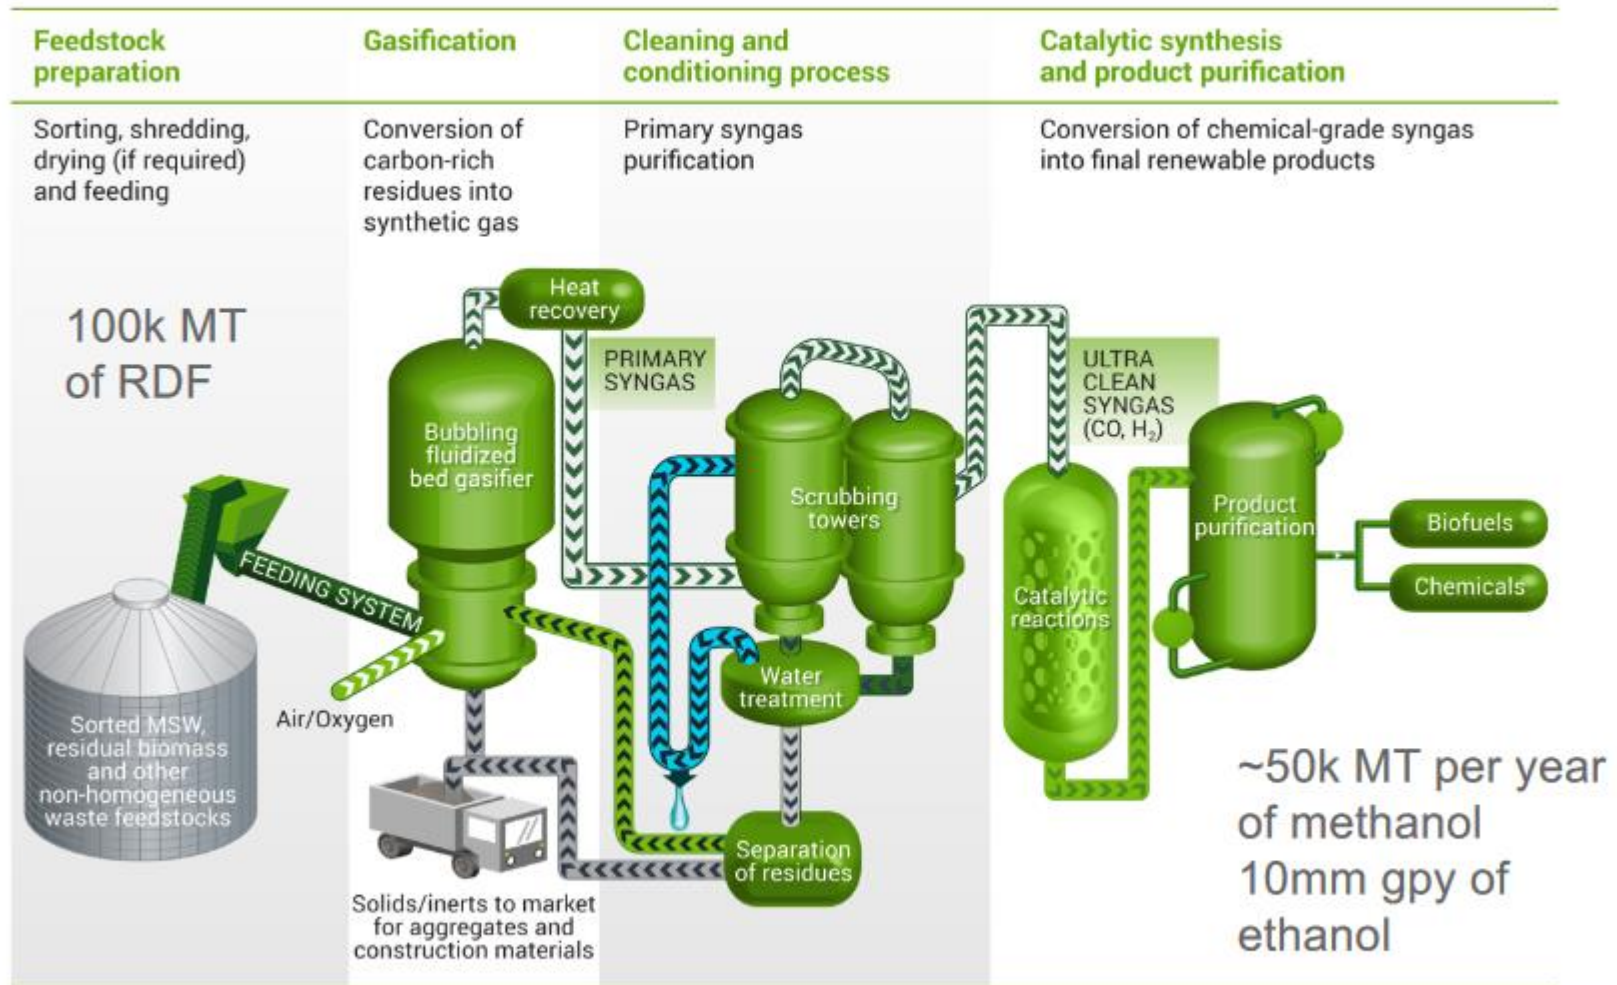 Feedstock
preparation
Gasification
Cleaning and
conditioning process
Catalytic synthesis
and product purification
Sorting, shredding,
drying (if required)
and feeding
Conversion of
carbon-rich
residues into
synthetic gas
Primary syngas
purification
Conversion of chemical-grade syngas
into final renewable products
100k MT
of RDF
Heat
recovery
PRIMARY
SYNGAS
ULTRA
CLEAN
SYNGAS
(CO, H₂)
Bubbling
fluidized
bed gasifier
Scrubbing
towers
Product
purification
Biofuels
Chemicals
FEEDING SYSTEM
Catalytic
reactions
Water
treatment
Air/Oxygen
Sorted MSW,
residual biomass
and other
non-homogeneous
waste feedstocks
Separation
of residues
Solids/inerts to market
for aggregates and
construction materials
~50k MT per year
of methanol
10mm gpy of
ethanol